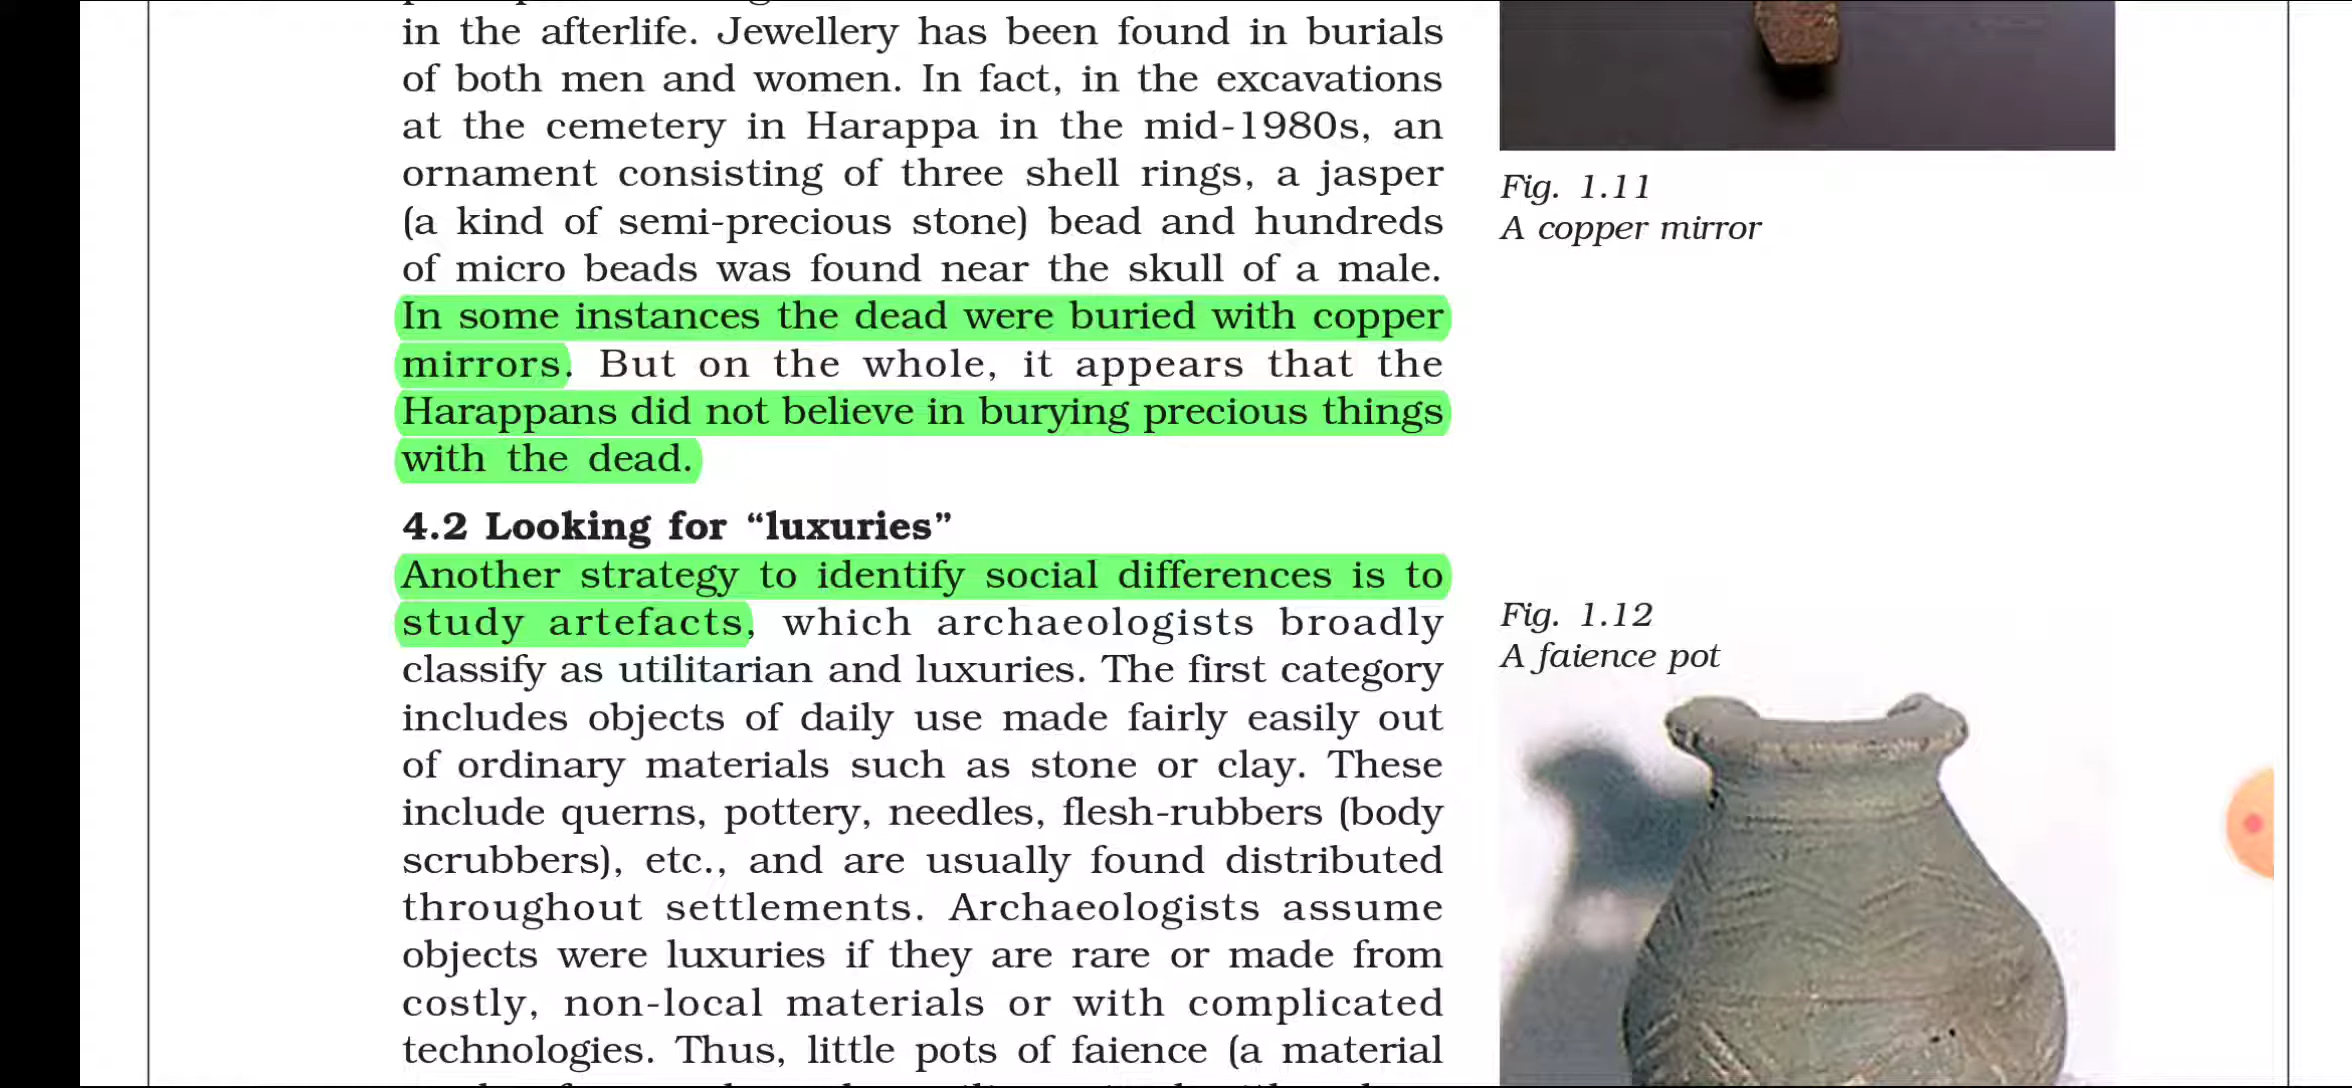 in the afterlife. Jewellery has been found in burials
of both men and women. In fact, in the excavations
at the cemetery in Harappa in the mid-1980s, an
ornament consisting of three shell rings, a jasper
(a kind of semi-precious stone) bead and hundreds
of micro beads was found near the skull of a male.
In some instances the dead were buried with copper
mirrors. But on the whole, it appears that the
Harappans did not believe in burying precious things
with the dead.
4.2 Looking for “luxuries”
Another strategy to identify social differences is to
study artefacts, which archaeologists broadly
classify as utilitarian and luxuries. The first category
includes objects of daily use made fairly easily out
of ordinary materials such as stone or clay. These
include querns, pottery, needles, flesh-rubbers (body
scrubbers), etc., and are usually found distributed
throughout settlements. Archaeologists assume
objects were luxuries if they are rare or made from
costly, non-local materials or with complicated
technologies. Thus, little pots of faience (a material
Fig. 1.11
A copper mirror
Fig. 1.12
A faience pot